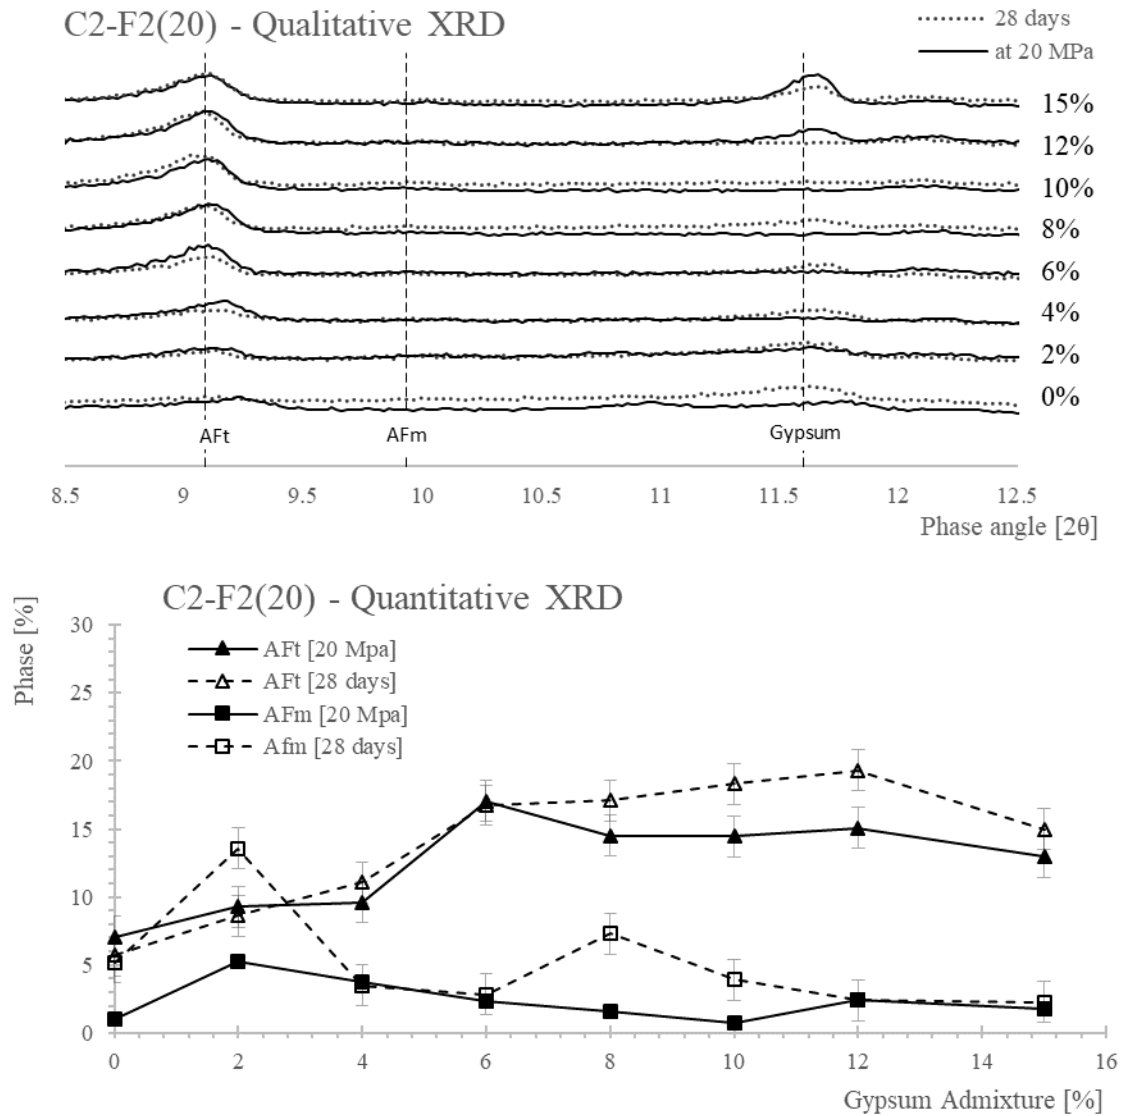 C2-F2(20) - Qualitative XRD
28 days
at 20 MPa
15%
12%
10%
8%
6%
4%
2%
0%
AFt AFm Gypsum
8.5 9 9.5 10 10.5 11 11.5 12 12.5
Phase angle [2θ]
C2-F2(20) - Quantitative XRD
Phase [%]
30
25
20
15
10
5
0
AFt [20 Mpa]
AFt [28 days]
AFm [20 Mpa]
Afm [28 days]
0 2 4 6 8 10 12 14 16
Gypsum Admixture [%]